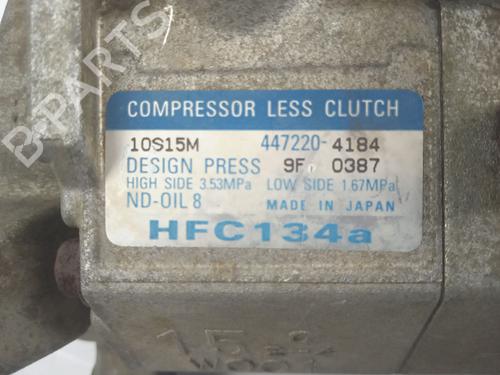 B-PARTS
COMPRESSOR LESS CLUTCH
10S15M 447220-4184
DESIGN PRESS 9F 0387
HIGH SIDE 3.53MPa LOW SIDE 1.67MPa
ND-OIL 8 MADE IN JAPAN
HFC134a